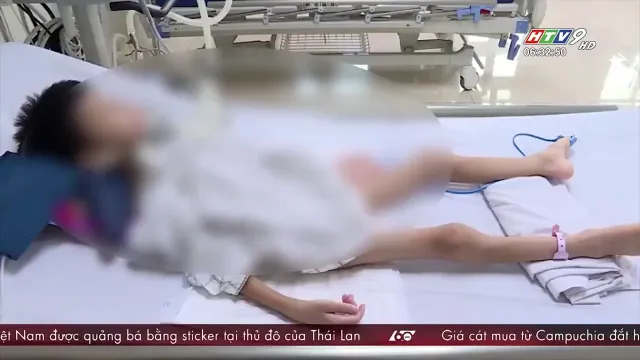 HTV9 HD
06:32:50
ệt Nam được quảng bá bằng sticker tại thủ đô của Thái Lan 60 Giá cát mua từ Campuchia đắt h